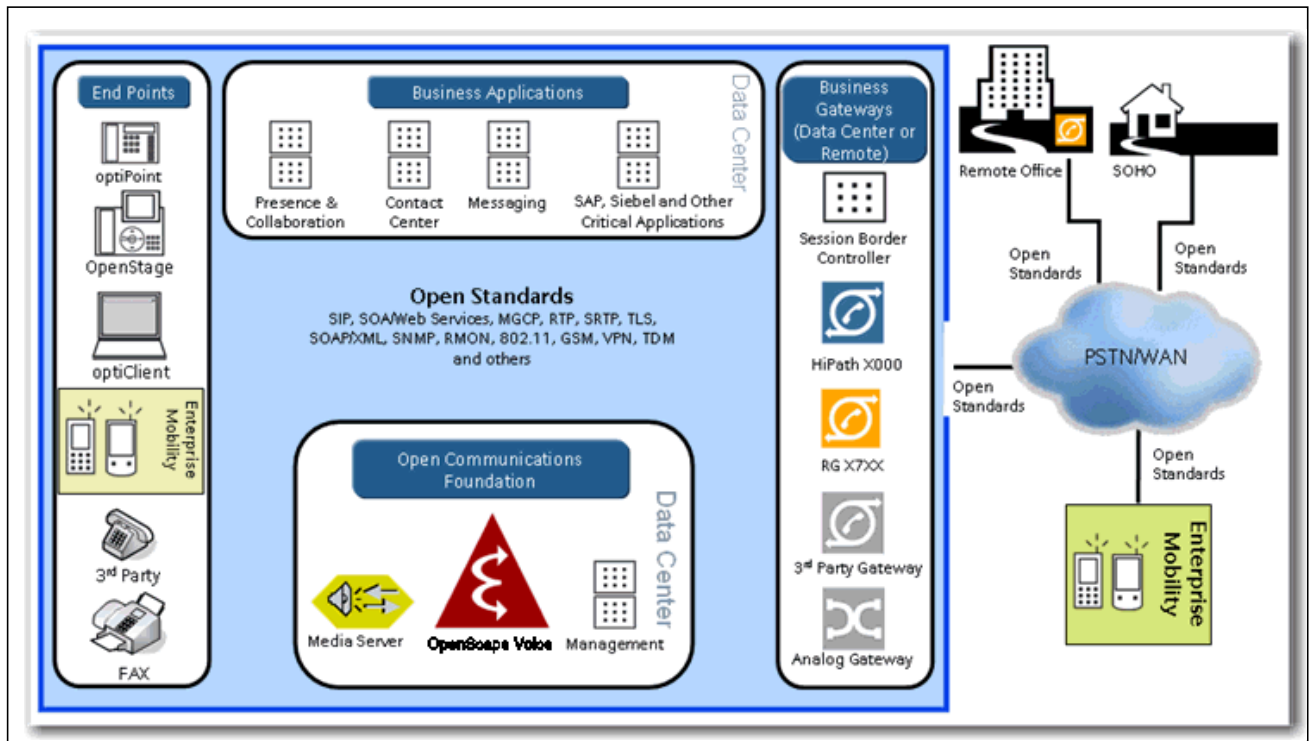 End Points
optiPoint
OpenStage
optiClient
Enterprise
Mobility
3rd Party
FAX
Business Applications
Data Center
Presence &
Collaboration
Contact
Center
Messaging
SAP, Siebel and Other
Critical Applications
Open Standards
SIP, SOA/Web Services, MGCP, RTP, SRTP, TLS,
SOAP/XML, SNMP, RMON, 802.11, GSM, VPN, TDM
and others
Open Communications
Foundation
Data Center
Media Server
OpenScape Voice
Management
Business
Gateways
(Data Center or
Remote)
Session Border
Controller
HiPath X000
RG X7XX
3rd Party Gateway
Analog Gateway
Remote Office
SOHO
Open
Standards
Open
Standards
PSTN/WAN
Open
Standards
Open
Standards
Enterprise
Mobility